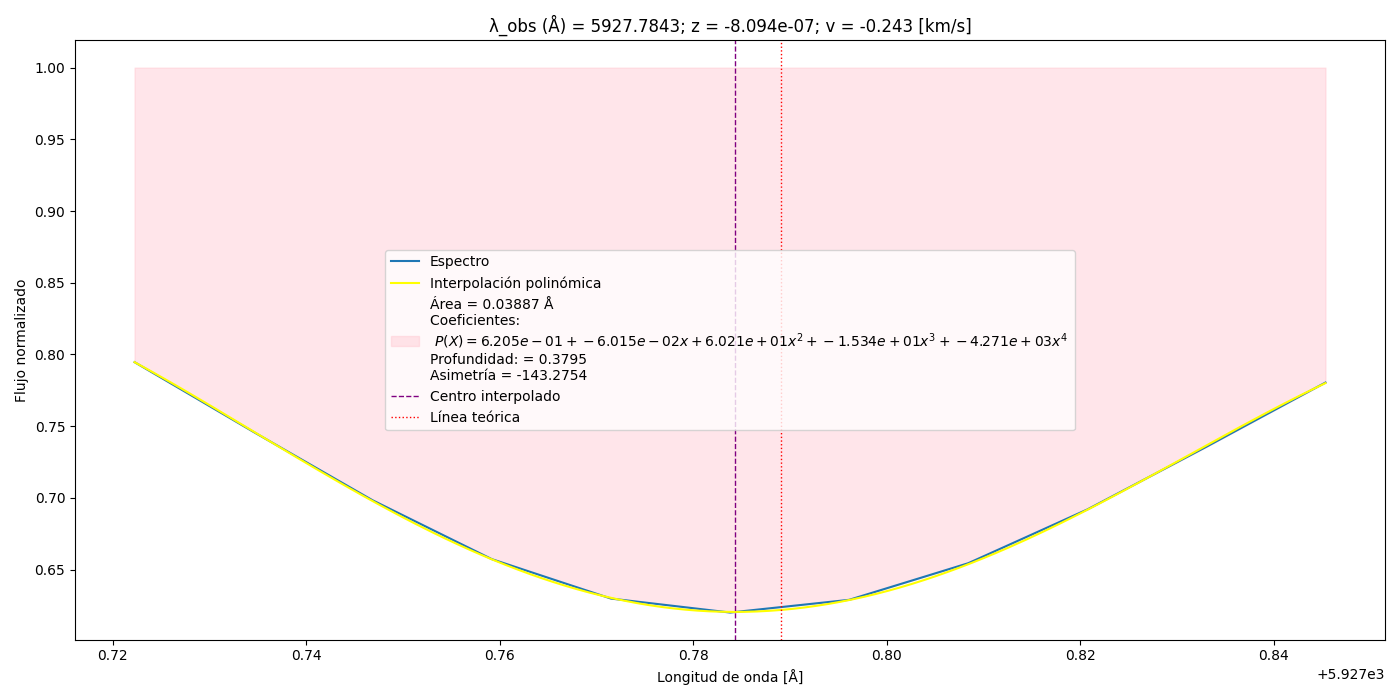 λ_obs (Å) = 5927.7843; z = -8.094e-07; v = -0.243 [km/s]
Flujo normalizado
1.00
0.95
0.90
0.85
0.80
0.75
0.70
0.65
Espectro
Interpolación polinómica
Área = 0.03887 Å
Coeficientes:
P(X) = 6.205e − 01 + −6.015e − 02x + 6.021e + 01x² + −1.534e + 01x³ + −4.271e + 03x⁴
Profundidad: = 0.3795
Asimetría = -143.2754
Centro interpolado
Línea teórica
0.72 0.74 0.76 0.78 0.80 0.82 0.84
Longitud de onda [Å]
+5.927e3